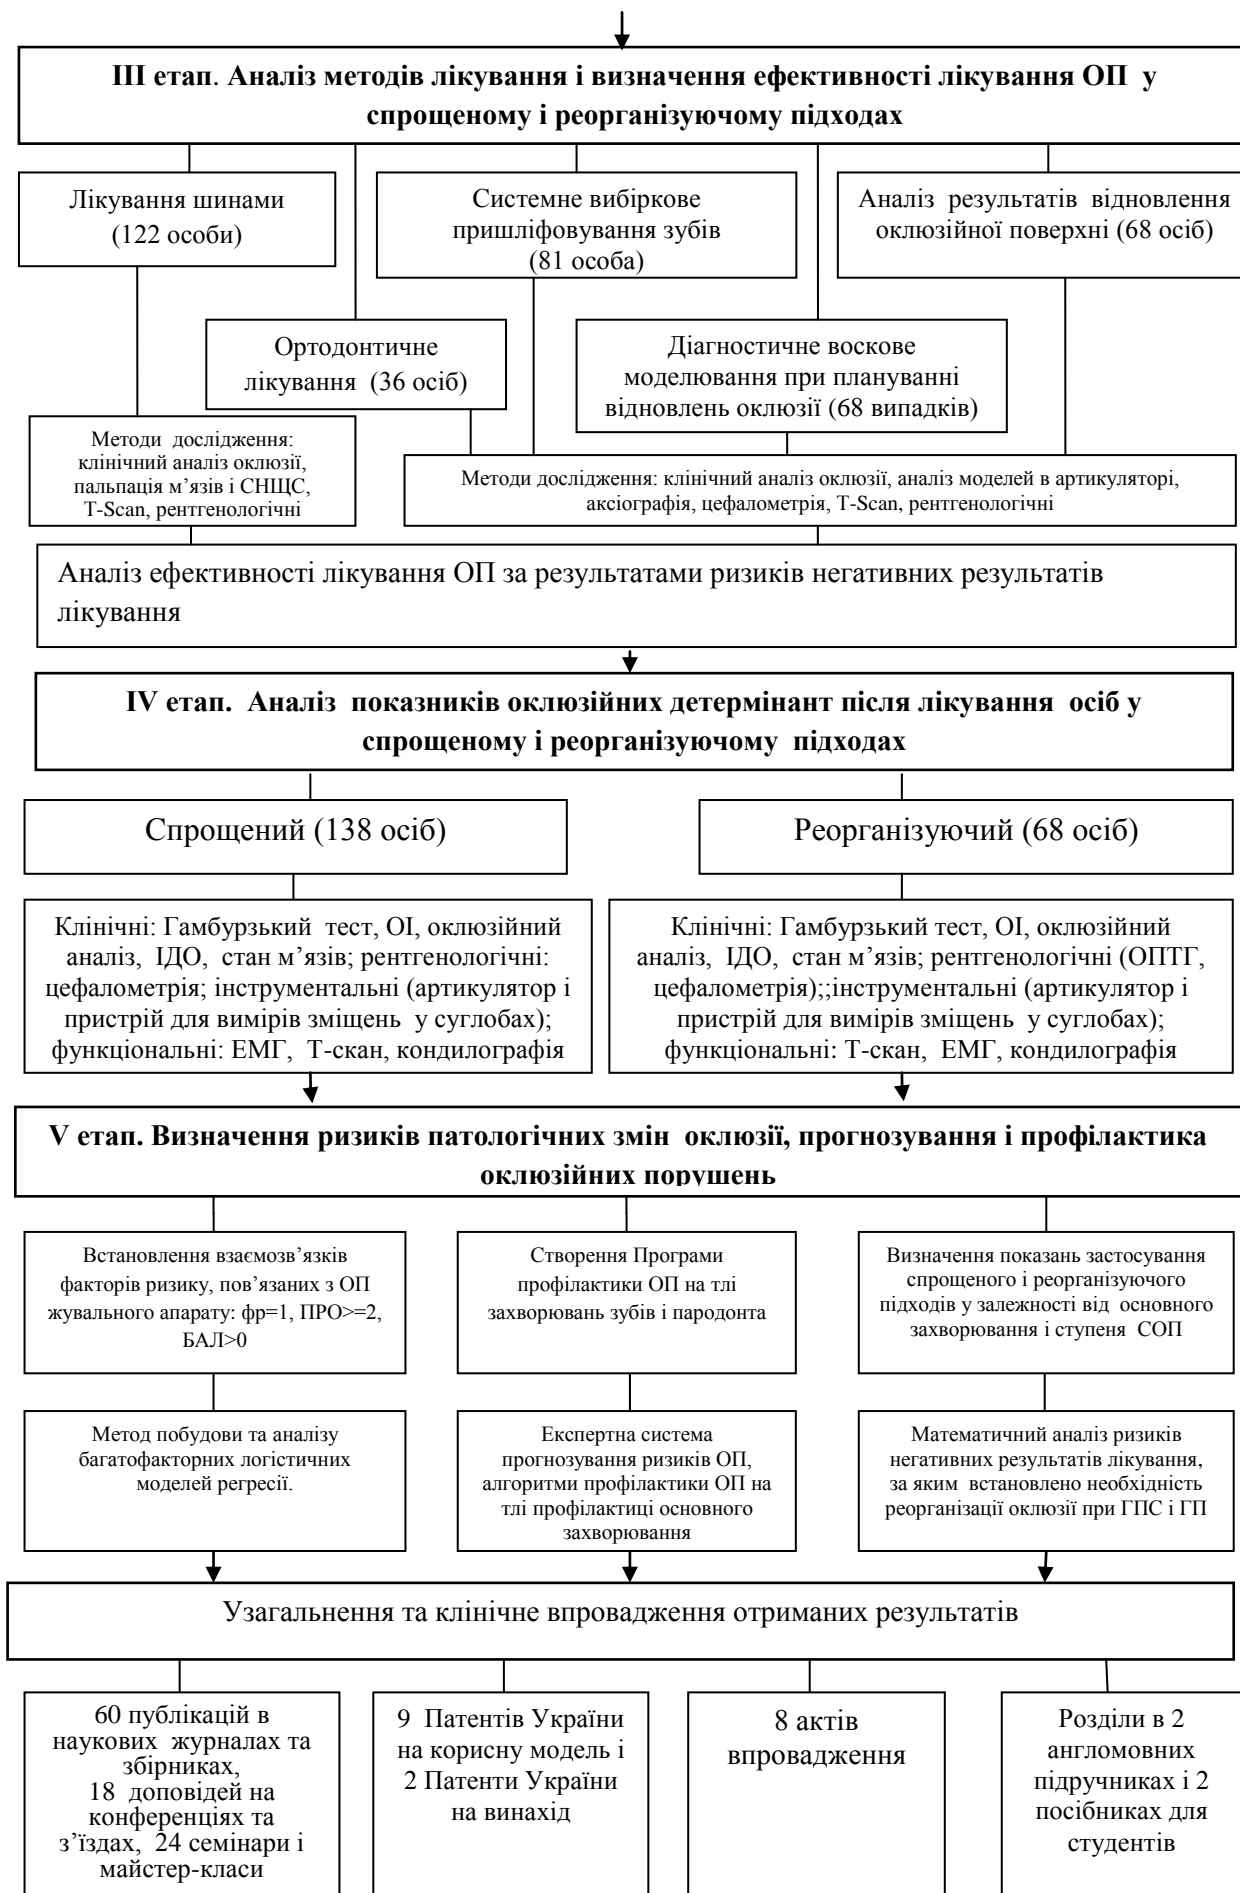 III етап. Аналіз методів лікування і визначення ефективності лікування ОП у
спрощеному і реорганізуючому підходах
Лікування шинами
(122 особи)
Системне вибіркове
пришліфовування зубів
(81 особа)
Аналіз результатів відновлення
оклюзійної поверхні (68 осіб)
Ортодонтичне
лікування (36 осіб)
Діагностичне воскове
моделювання при плануванні
відновлень оклюзії (68 випадків)
Методи дослідження:
клінічний аналіз оклюзії,
пальпація м’язів і СНЩС,
T-Scan, рентгенологічні
Методи дослідження: клінічний аналіз оклюзії, аналіз моделей в артикуляторі,
аксіографія, цефалометрія, T-Scan, рентгенологічні
Аналіз ефективності лікування ОП за результатами ризиків негативних результатів
лікування
IV етап. Аналіз показників оклюзійних детермінант після лікування осіб у
спрощеному і реорганізуючому підходах
Спрощений (138 осіб)
Реорганізуючий (68 осіб)
Клінічні: Гамбурзький тест, ОІ, оклюзійний
аналіз, ІДО, стан м’язів; рентгенологічні:
цефалометрія; інструментальні (артикулятор і
пристрій для вимірів зміщень у суглобах);
функціональні: ЕМГ, Т-скан, кондилографія
Клінічні: Гамбурзький тест, ОІ, оклюзійний
аналіз, ІДО, стан м’язів; рентгенологічні (ОПТГ,
цефалометрія);;інструментальні (артикулятор і
пристрій для вимірів зміщень у суглобах);
функціональні: Т-скан, ЕМГ, кондилографія
V етап. Визначення ризиків патологічних змін оклюзії, прогнозування і профілактика
оклюзійних порушень
Встановлення взаємозв’язків
факторів ризику, пов’язаних з ОП
жувального апарату: фр=1, ПРО>=2,
БАЛ>0
Створення Програми
профілактики ОП на тлі
захворювань зубів і пародонта
Визначення показань застосування
спрощеного і реорганізуючого
підходів у залежності від основного
захворювання і ступеня СОП
Метод побудови та аналізу
багатофакторних логістичних
моделей регресії.
Експертна система
прогнозування ризиків ОП,
алгоритми профілактики ОП на
тлі профілактиці основного
захворювання
Математичний аналіз ризиків
негативних результатів лікування,
за яким встановлено необхідність
реорганізації оклюзії при ГПС і ГП
Узагальнення та клінічне впровадження отриманих результатів
60 публікацій в
наукових журналах та
збірниках,
18 доповідей на
конференціях та
з’їздах, 24 семінари і
майстер-класи
9 Патентів України
на корисну модель і
2 Патенти України
на винахід
8 актів
впровадження
Розділи в 2
англомовних
підручниках і 2
посібниках для
студентів